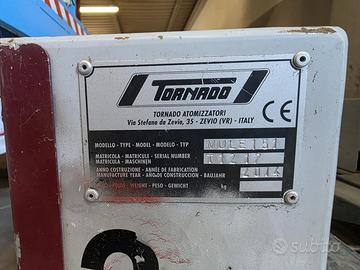 TORNADO
TORNADO ATOMIZZATORI
Via Stefano da Zevio, 35 - ZEVIO (VR) - ITALY
CE
MODELLO - TYPE - MODEL - MODELO - TYP
MATRICOLA - MATRICULE - SERIAL NUMBER
MATRICULA - MASCHINEN
ANNO COSTRUZIONE - ANNÉE DE FABRICATION
MANUFACTURE YEAR - AÑO DE CONSTRUCCION - BAUJAHR
2014
PESO - POIDS - WEIGHT - PESO - GEWICHT
kg
subito